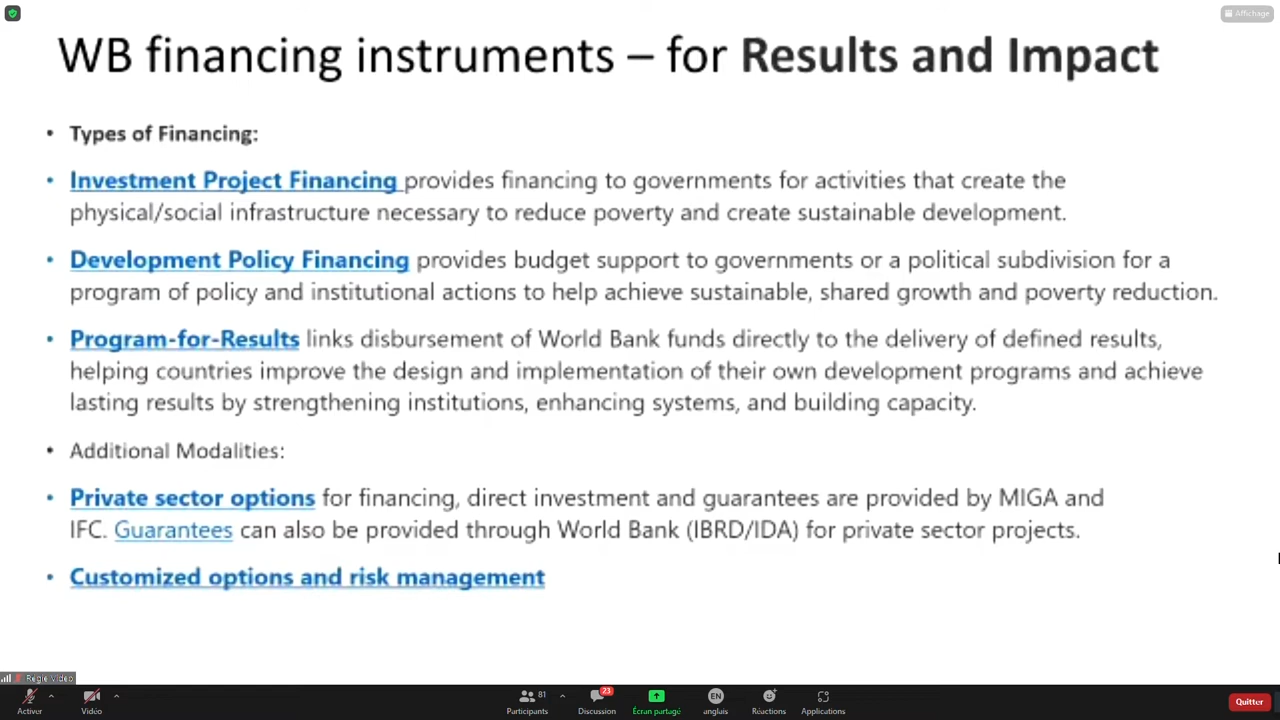 Affichage
WB financing instruments – for Results and Impact
• Types of Financing:
• Investment Project Financing provides financing to governments for activities that create the
physical/social infrastructure necessary to reduce poverty and create sustainable development.
• Development Policy Financing provides budget support to governments or a political subdivision for a
program of policy and institutional actions to help achieve sustainable, shared growth and poverty reduction.
• Program-for-Results links disbursement of World Bank funds directly to the delivery of defined results,
helping countries improve the design and implementation of their own development programs and achieve
lasting results by strengthening institutions, enhancing systems, and building capacity.
• Additional Modalities:
• Private sector options for financing, direct investment and guarantees are provided by MIGA and
IFC. Guarantees can also be provided through World Bank (IBRD/IDA) for private sector projects.
• Customized options and risk management
Régie Video
81
23
EN
Activer
Vidéo
Participants
Discussion
Écran partagé
anglais
Réactions
Applications
Quitter